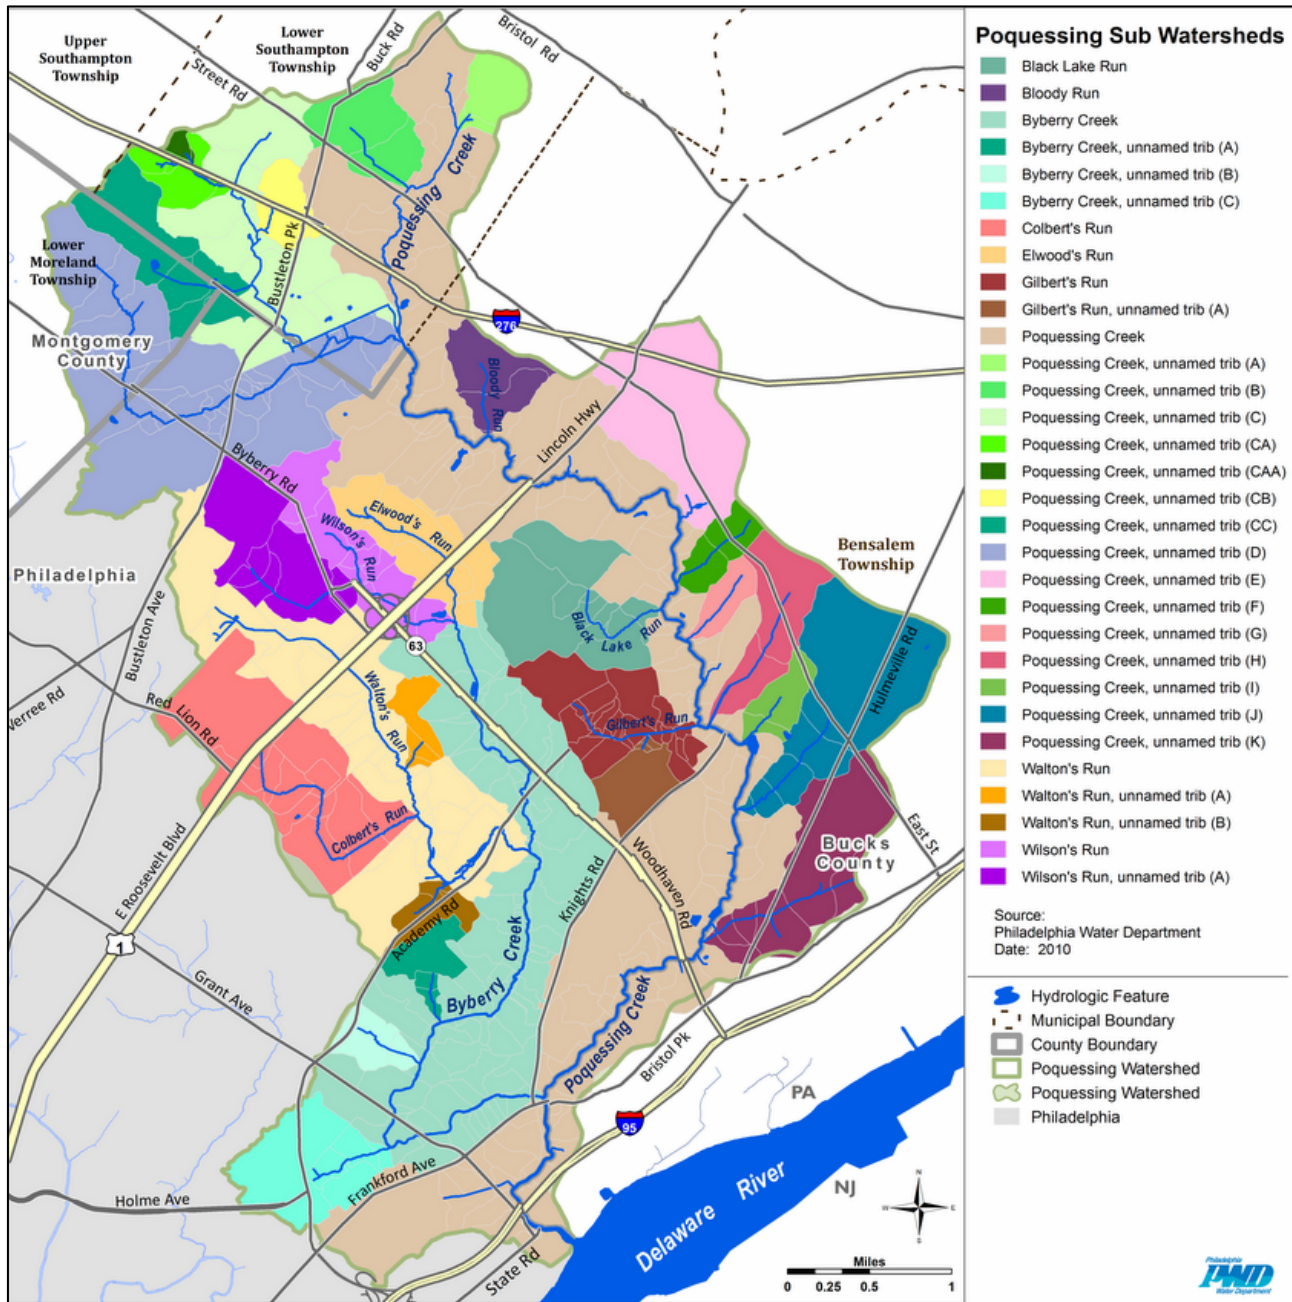 Upper
Southampton
Township
Lower
Southampton
Township
Buck Rd
Bristol Rd
Street Rd
Poquessing Creek
Bustleton Pk
Lower
Moreland
Township
Montgomery
County
276
Bloody Run
Lincoln Hwy
Byberry Rd
Elwood's Run
Wilson's Run
Bensalem
Township
Philadelphia
Bustleton Ave
Black Lake Run
63
Hulmeville Rd
Verree Rd
Red Lion Rd
Walton's Run
Gilbert's Run
Colbert's Run
E Roosevelt Blvd
1
Woodhaven Rd
Bucks
County
East St
Knights Rd
Academy Rd
Grant Ave
Byberry Creek
Poquessing Creek
Bristol Pk
95
PA
NJ
Delaware River
Holme Ave
Frankford Ave
State Rd
N
W E
S
Miles
0 0.25 0.5 1
Poquessing Sub Watersheds
Black Lake Run
Bloody Run
Byberry Creek
Byberry Creek, unnamed trib (A)
Byberry Creek, unnamed trib (B)
Byberry Creek, unnamed trib (C)
Colbert's Run
Elwood's Run
Gilbert's Run
Gilbert's Run, unnamed trib (A)
Poquessing Creek
Poquessing Creek, unnamed trib (A)
Poquessing Creek, unnamed trib (B)
Poquessing Creek, unnamed trib (C)
Poquessing Creek, unnamed trib (CA)
Poquessing Creek, unnamed trib (CAA)
Poquessing Creek, unnamed trib (CB)
Poquessing Creek, unnamed trib (CC)
Poquessing Creek, unnamed trib (D)
Poquessing Creek, unnamed trib (E)
Poquessing Creek, unnamed trib (F)
Poquessing Creek, unnamed trib (G)
Poquessing Creek, unnamed trib (H)
Poquessing Creek, unnamed trib (I)
Poquessing Creek, unnamed trib (J)
Poquessing Creek, unnamed trib (K)
Walton's Run
Walton's Run, unnamed trib (A)
Walton's Run, unnamed trib (B)
Wilson's Run
Wilson's Run, unnamed trib (A)
Source:
Philadelphia Water Department
Date: 2010
Hydrologic Feature
Municipal Boundary
County Boundary
Poquessing Watershed
Poquessing Watershed
Philadelphia
Philadelphia
PWD
Water Department